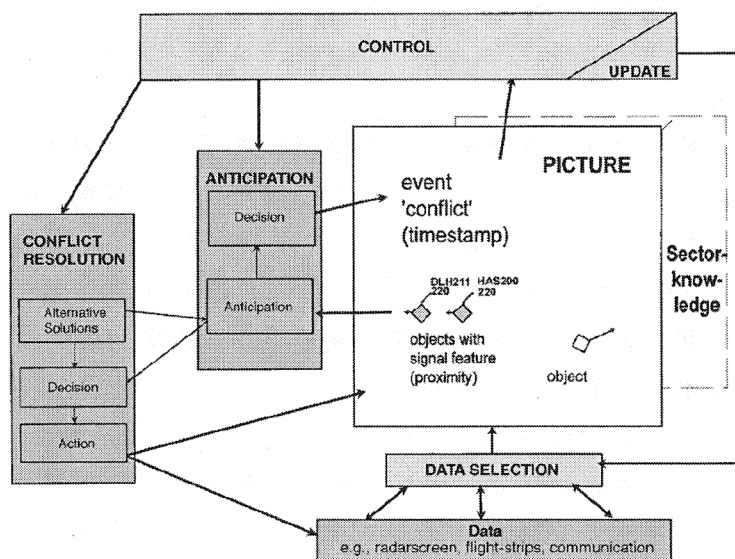 CONTROL
UPDATE
PICTURE
ANTICIPATION
event
'conflict'
(timestamp)
Decision
CONFLICT
RESOLUTION
Sector-
know-
ledge
DLH211 HAS200
220 220
Anticipation
Alternative
Solutions
objects with
signal feature
(proximity)
object
Decision
Action
DATA SELECTION
Data
e.g., radarscreen, flight-strips, communication